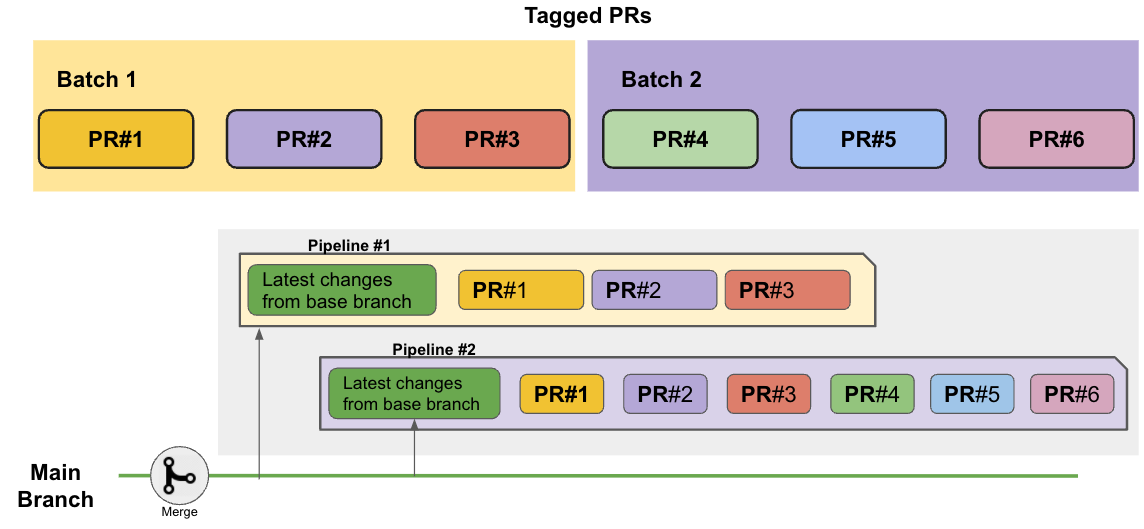 Tagged PRs
Batch 1
Batch 2
PR#1
PR#2
PR#3
PR#4
PR#5
PR#6
Pipeline #1
Latest changes
from base branch
PR#1
PR#2
PR#3
Pipeline #2
Latest changes
from base branch
PR#1
PR#2
PR#3
PR#4
PR#5
PR#6
Main
Branch
Merge